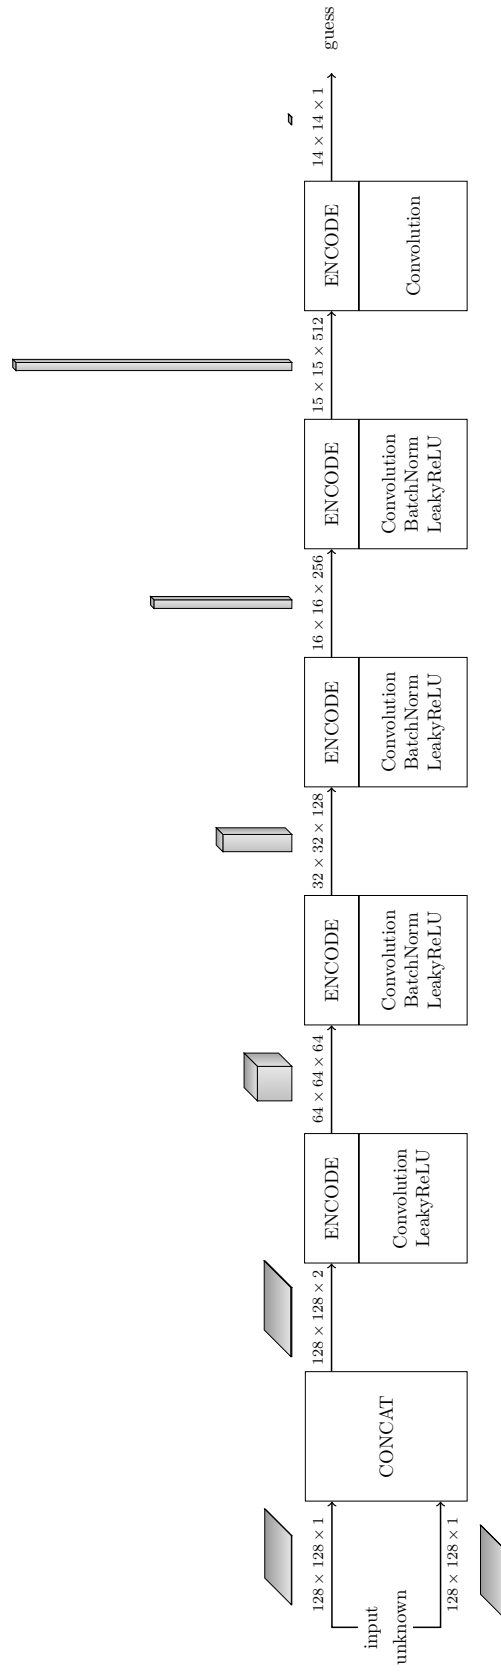 input
unknown
128 × 128 × 1
128 × 128 × 1
CONCAT
128 × 128 × 2
ENCODE
Convolution
LeakyReLU
64 × 64 × 64
ENCODE
Convolution
BatchNorm
LeakyReLU
32 × 32 × 128
ENCODE
Convolution
BatchNorm
LeakyReLU
16 × 16 × 256
ENCODE
Convolution
BatchNorm
LeakyReLU
15 × 15 × 512
ENCODE
Convolution
14 × 14 × 1
guess